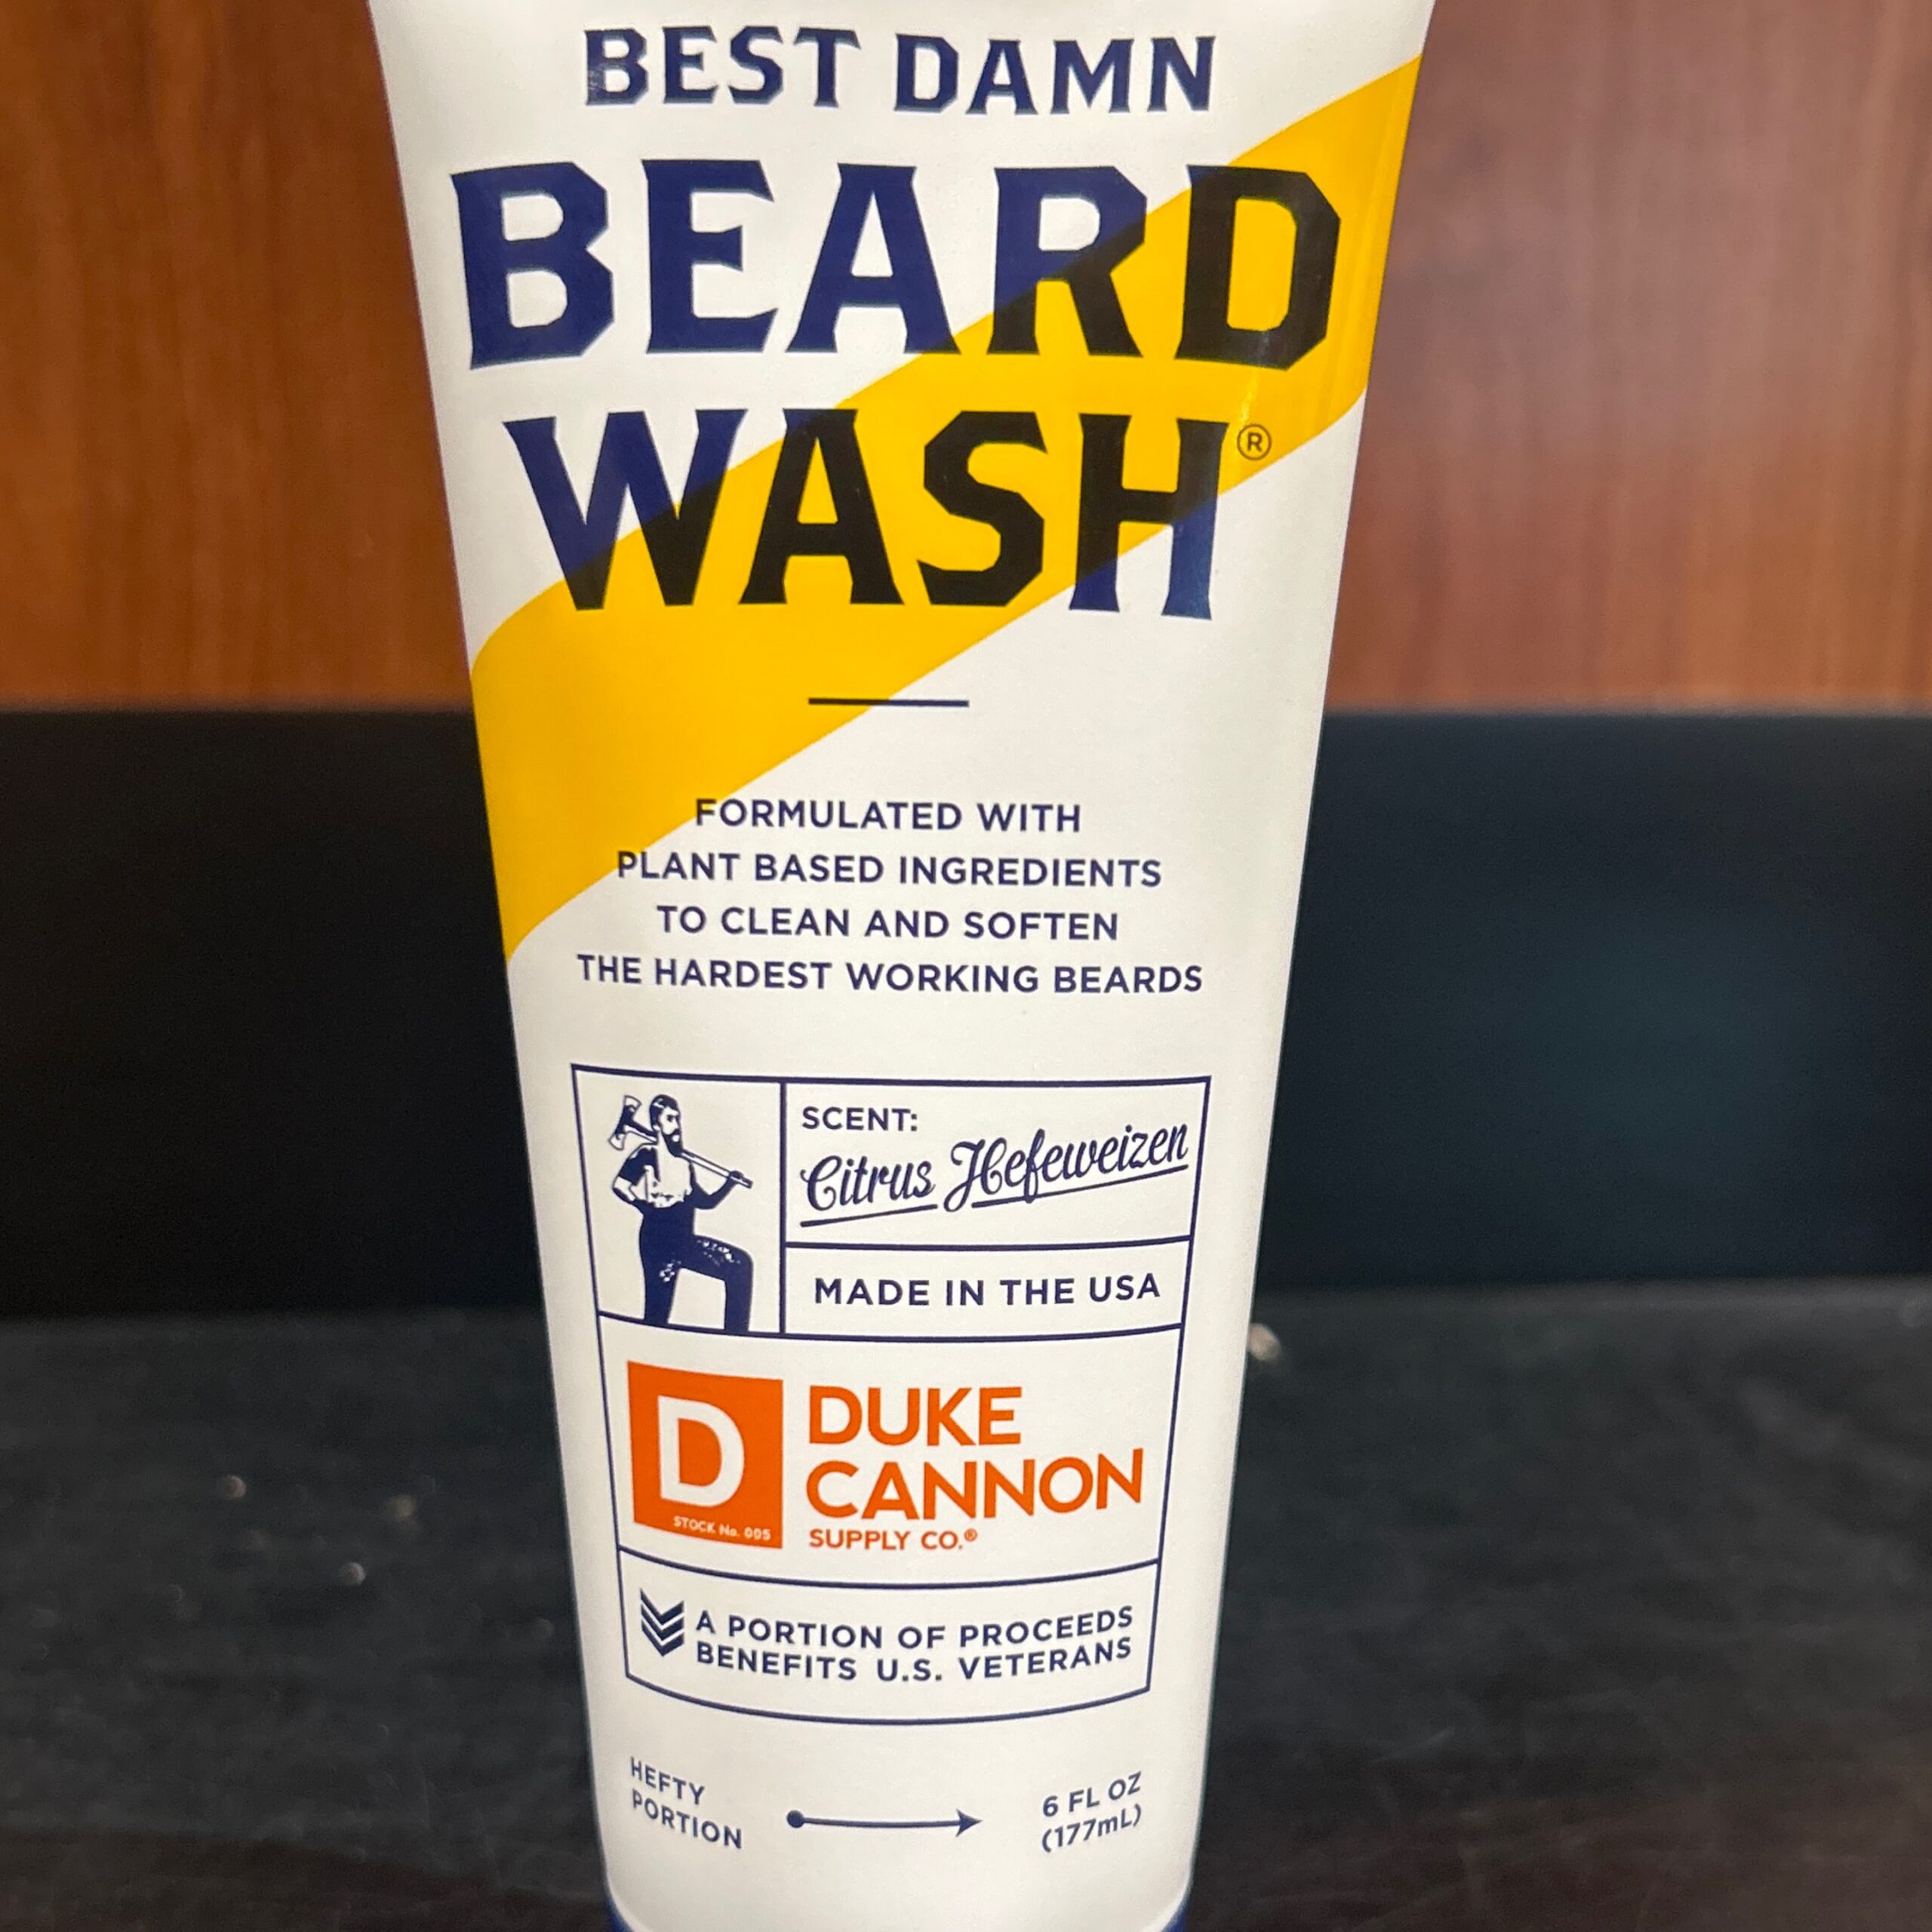 BEST DAMN
BEARD
WASH®
FORMULATED WITH
PLANT BASED INGREDIENTS
TO CLEAN AND SOFTEN
THE HARDEST WORKING BEARDS
SCENT:
Citrus Hefeweizen
MADE IN THE USA
D
STOCK No. 005
DUKE
CANNON
SUPPLY CO.®
A PORTION OF PROCEEDS
BENEFITS U.S. VETERANS
HEFTY
PORTION
6 FL OZ
(177mL)